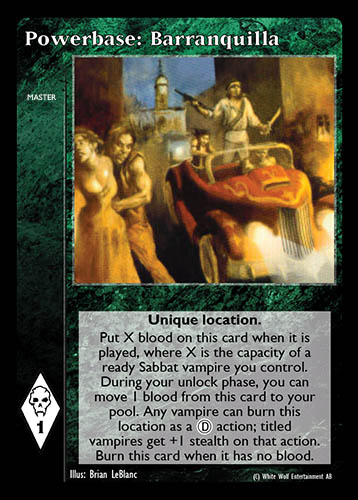 Powerbase: Barranquilla
MASTER
Unique location.
Put X blood on this card when it is
played, where X is the capacity of a
ready Sabbat vampire you control.
During your unlock phase, you can
move 1 blood from this card to your
pool. Any vampire can burn this
location as a Ⓓ action; titled
vampires get +1 stealth on that action.
Burn this card when it has no blood.
1
Illus: Brian LeBlanc
(C) White Wolf Entertainment AB